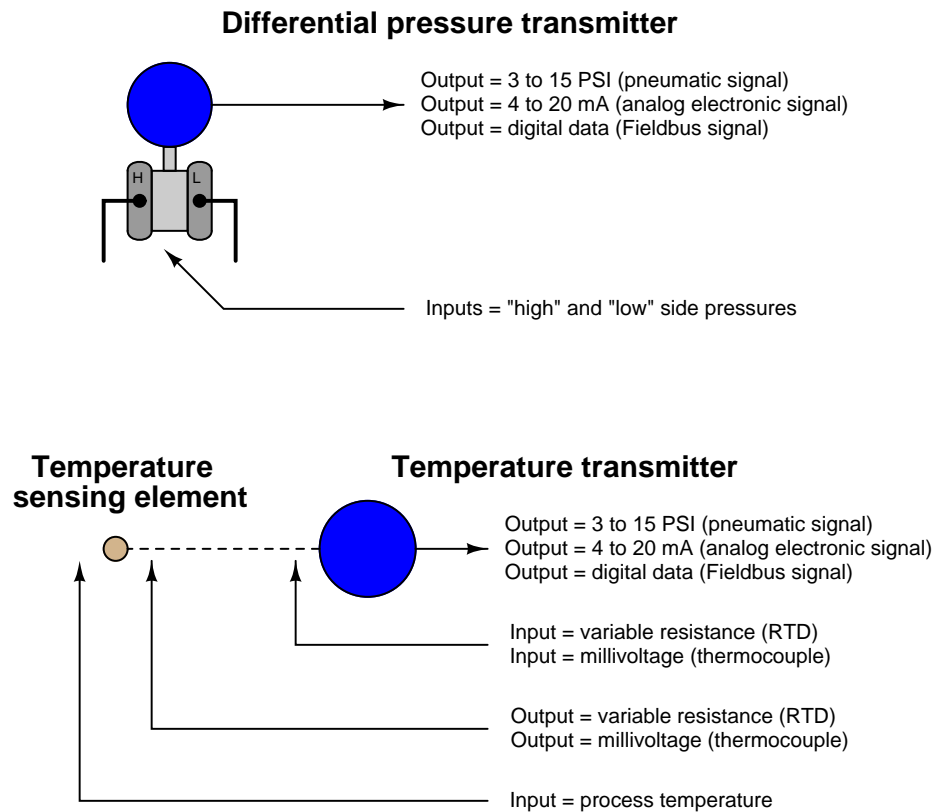 Differential pressure transmitter
Output = 3 to 15 PSI (pneumatic signal)
Output = 4 to 20 mA (analog electronic signal)
Output = digital data (Fieldbus signal)
H
L
Inputs = "high" and "low" side pressures
Temperature
sensing element
Temperature transmitter
Output = 3 to 15 PSI (pneumatic signal)
Output = 4 to 20 mA (analog electronic signal)
Output = digital data (Fieldbus signal)
Input = variable resistance (RTD)
Input = millivoltage (thermocouple)
Output = variable resistance (RTD)
Output = millivoltage (thermocouple)
Input = process temperature